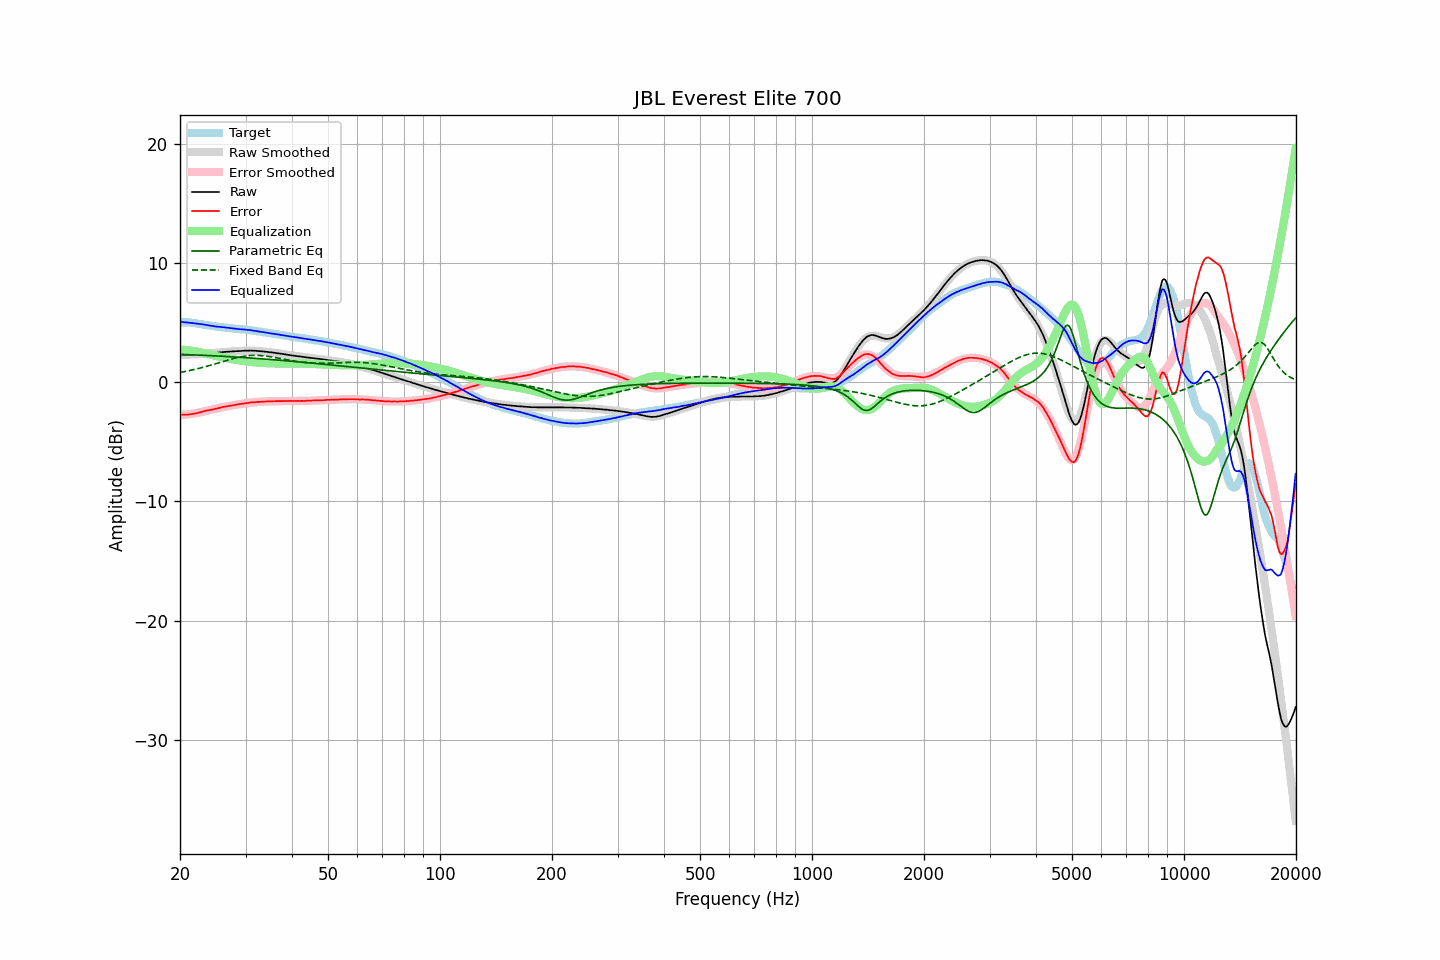 JBL Everest Elite 700
Target
Raw Smoothed
Error Smoothed
Raw
Error
Equalization
Parametric Eq
Fixed Band Eq
Equalized
20
10
0
−10
−20
−30
Amplitude (dBr)
20 50 100 200 500 1000 2000 5000 10000 20000
Frequency (Hz)